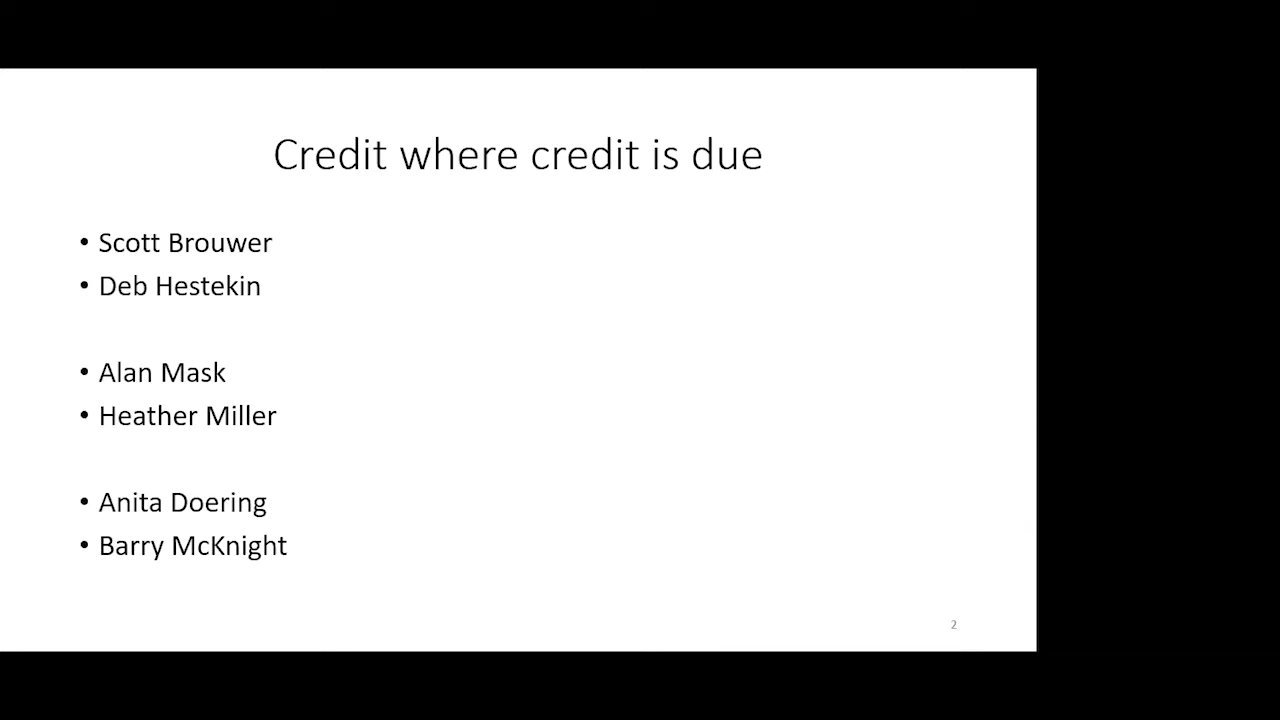 Credit where credit is due
• Scott Brouwer
• Deb Hestekin
• Alan Mask
• Heather Miller
• Anita Doering
• Barry McKnight
2